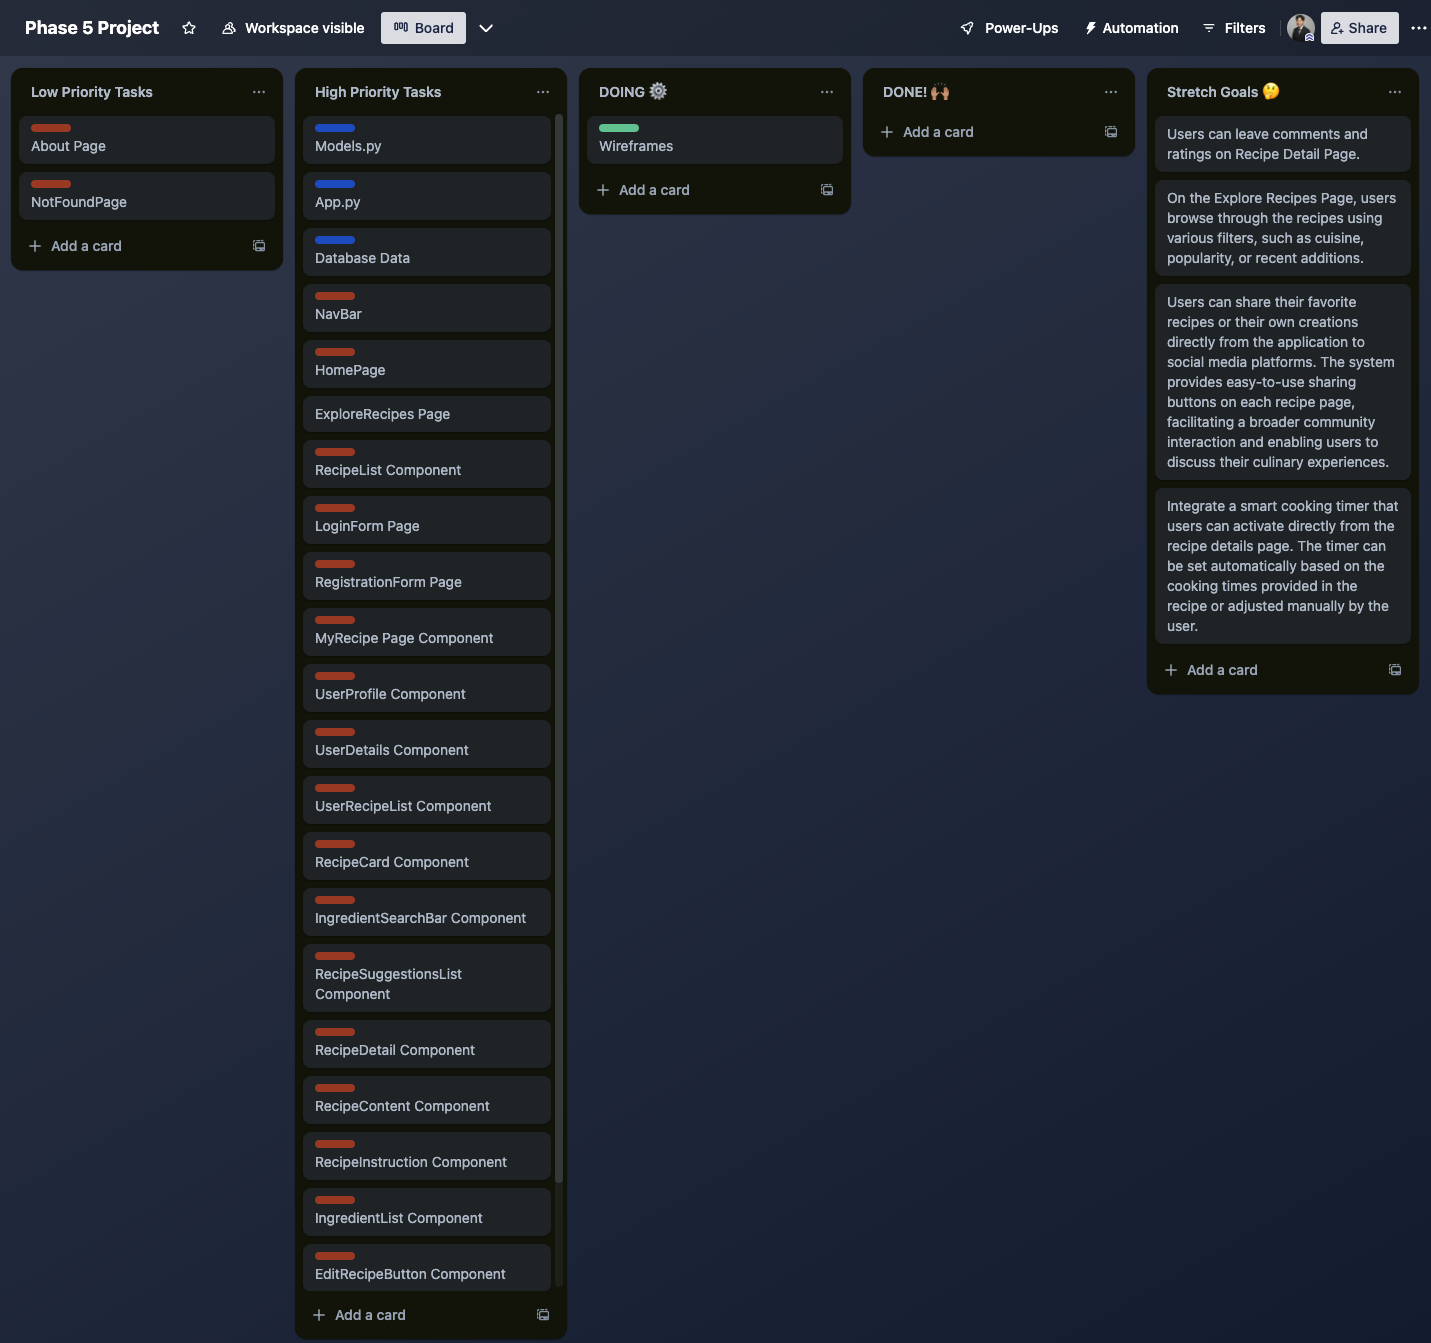 Phase 5 Project
Workspace visible
Board
Power-Ups
Automation
Filters
Share
Low Priority Tasks
About Page
NotFoundPage
Add a card
High Priority Tasks
Models.py
App.py
Database Data
NavBar
HomePage
ExploreRecipes Page
RecipeList Component
LoginForm Page
RegistrationForm Page
MyRecipe Page Component
UserProfile Component
UserDetails Component
UserRecipeList Component
RecipeCard Component
IngredientSearchBar Component
RecipeSuggestionsList
Component
RecipeDetail Component
RecipeContent Component
RecipeInstruction Component
IngredientList Component
EditRecipeButton Component
Add a card
DOING ⚙️
Wireframes
Add a card
DONE! 🙌🏽
Add a card
Stretch Goals 🤔
Users can leave comments and
ratings on Recipe Detail Page.
On the Explore Recipes Page, users
browse through the recipes using
various filters, such as cuisine,
popularity, or recent additions.
Users can share their favorite
recipes or their own creations
directly from the application to
social media platforms. The system
provides easy-to-use sharing
buttons on each recipe page,
facilitating a broader community
interaction and enabling users to
discuss their culinary experiences.
Integrate a smart cooking timer that
users can activate directly from the
recipe details page. The timer can
be set automatically based on the
cooking times provided in the
recipe or adjusted manually by the
user.
Add a card